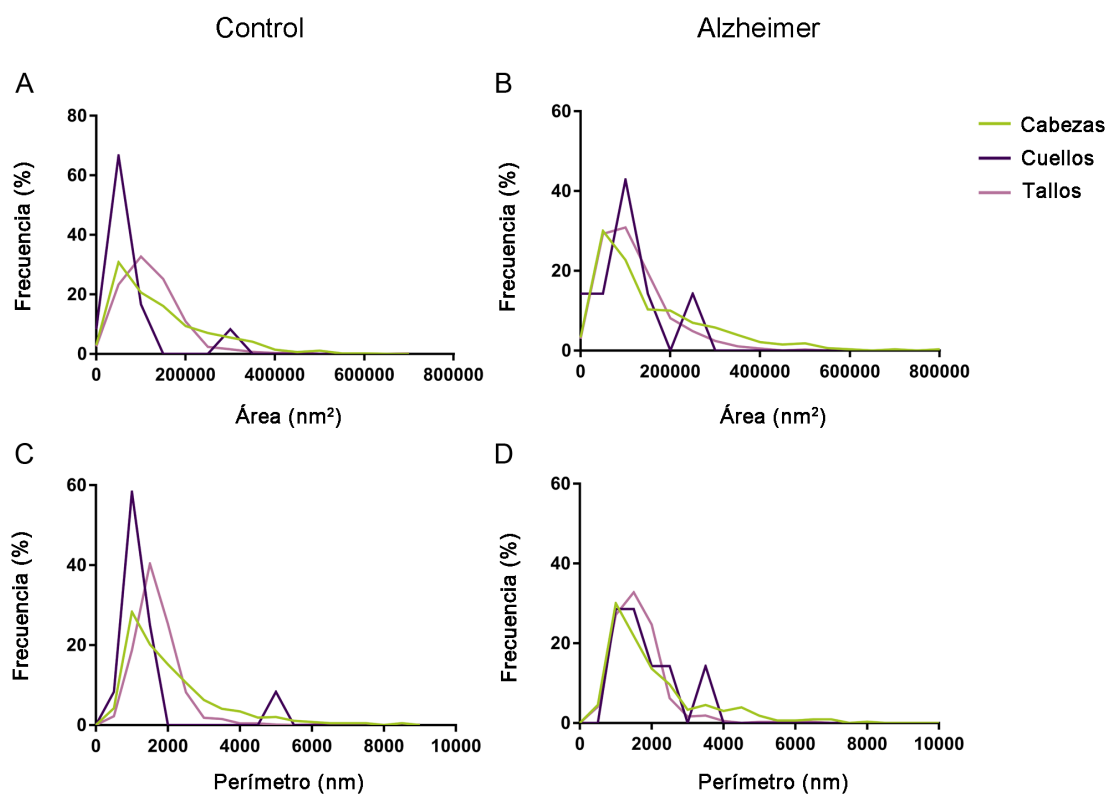 Control
Alzheimer
A
B
80
60
40
20
0
Frecuencia (%)
0 200000 400000 600000 800000
Área (nm²)
60
40
20
0
Frecuencia (%)
0 200000 400000 600000 800000
Área (nm²)
Cabezas
Cuellos
Tallos
C
D
60
40
20
0
Frecuencia (%)
0 2000 4000 6000 8000 10000
Perímetro (nm)
60
40
20
0
Frecuencia (%)
0 2000 4000 6000 8000 10000
Perímetro (nm)